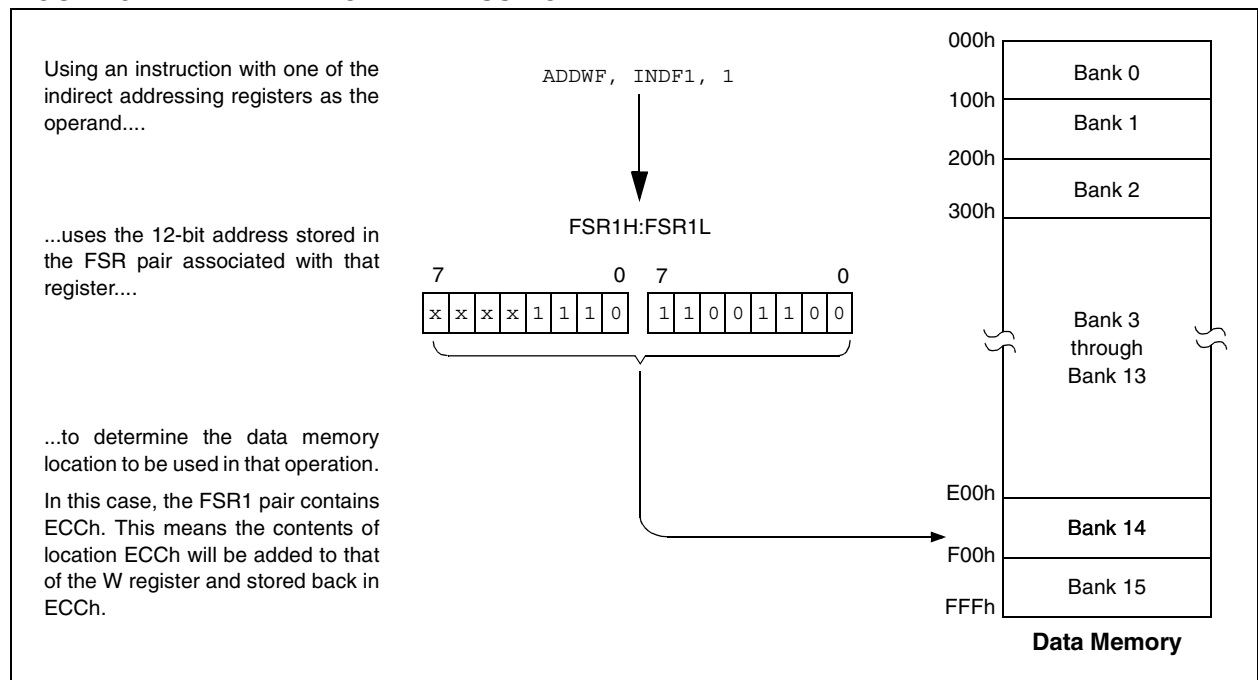 Using an instruction with one of the
indirect addressing registers as the
operand....
ADDWF, INDF1, 1
...uses the 12-bit address stored in
the FSR pair associated with that
register....
FSR1H:FSR1L
7 0 7 0
x x x x 1 1 1 0 1 1 0 0 1 1 0 0
...to determine the data memory
location to be used in that operation.
In this case, the FSR1 pair contains
ECCh. This means the contents of
location ECCh will be added to that
of the W register and stored back in
ECCh.
000h
Bank 0
100h
Bank 1
200h
Bank 2
300h
Bank 3
through
Bank 13
E00h
Bank 14
F00h
Bank 15
FFFh
Data Memory